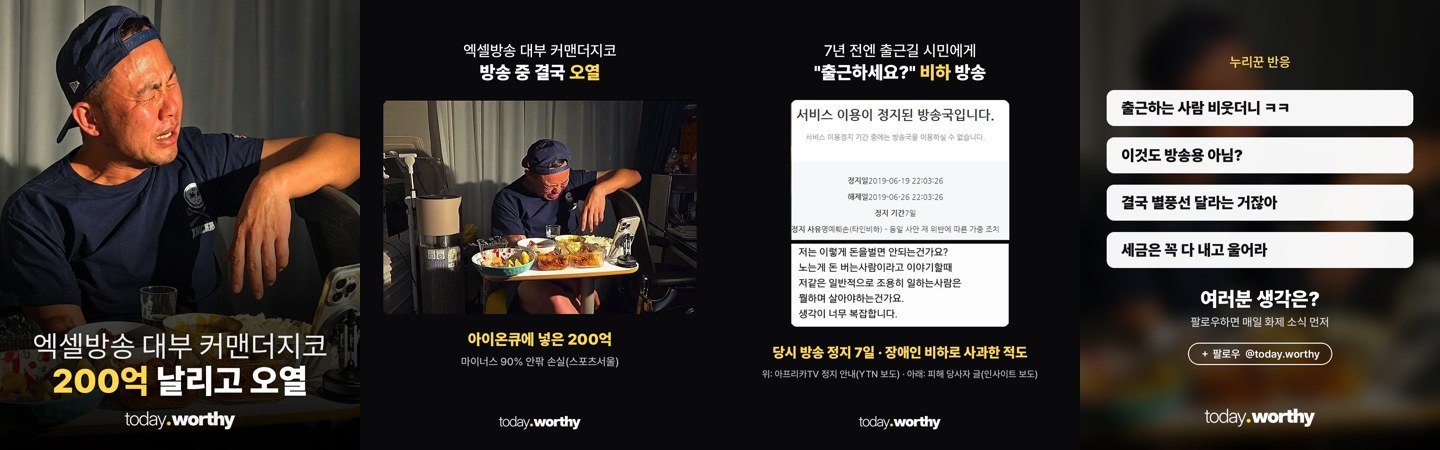 엑셀방송 대부 커맨더지코
200억 날리고 오열
today.worthy
엑셀방송 대부 커맨더지코
방송 중 결국 오열
아이온큐에 넣은 200억
마이너스 90% 안팎 손실(스포츠서울)
today.worthy
7년 전엔 출근길 시민에게
"출근하세요?" 비하 방송
서비스 이용이 정지된 방송국입니다.
서비스 이용정지 기간 중에는 방송국을 이용하실 수 없습니다.
정지일2019-06-19 22:03:26
해제일2019-06-26 22:03:26
정지 기간7일
정지 사유명예훼손(타인비하) - 동일 사안 재 위반에 따른 가중 조치
저는 이렇게 돈을벌면 안되는건가요?
노는게 돈 버는사람이라고 이야기할때
저같은 일반적으로 조용히 일하는사람은
뭘하며 살아야하는건가요.
생각이 너무 복잡합니다.
당시 방송 정지 7일 · 장애인 비하로 사과한 적도
위: 아프리카TV 정지 안내(YTN 보도) · 아래: 피해 당사자 글(인사이트 보도)
today.worthy
누리꾼 반응
출근하는 사람 비웃더니 ㅋㅋ
이것도 방송용 아님?
결국 별풍선 달라는 거잖아
세금은 꼭 다 내고 울어라
여러분 생각은?
팔로우하면 매일 화제 소식 먼저
+ 팔로우 @today.worthy
today.worthy